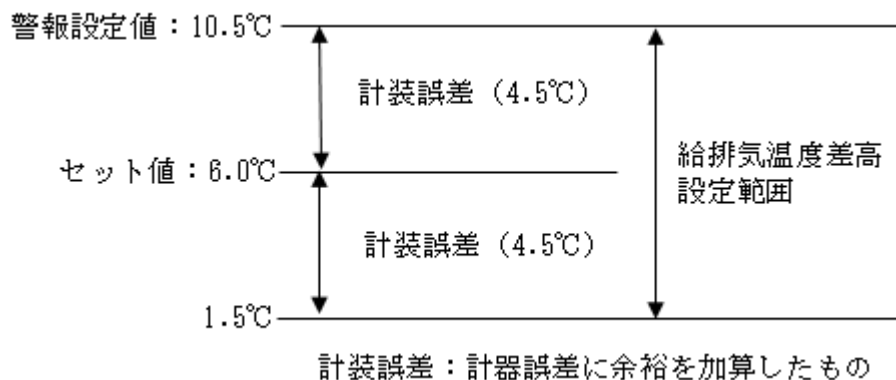 警報設定値：10.5℃
計装誤差（4.5℃）
セット値：6.0℃
給排気温度差高
設定範囲
計装誤差（4.5℃）
1.5℃
計装誤差：計器誤差に余裕を加算したもの